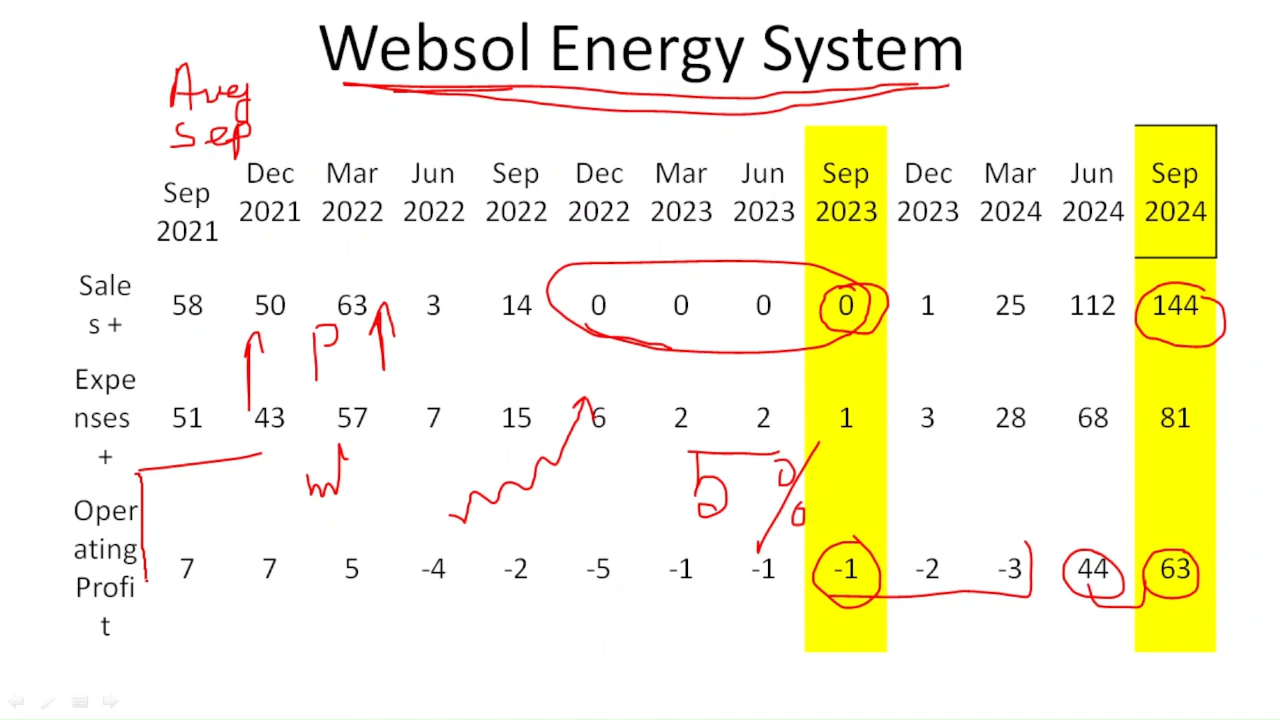 Websol Energy System
Avg
sep
Sep 2021 Dec 2021 Mar 2022 Jun 2022 Sep 2022 Dec 2022 Mar 2023 Jun 2023 Sep 2023 Dec 2023 Mar 2024 Jun 2024 Sep 2024
Sales + 58 50 63 3 14 0 0 0 0 1 25 112 144
P
Expenses + 51 43 57 7 15 6 2 2 1 3 28 68 81
5 %
Operating Profit 7 7 5 -4 -2 -5 -1 -1 -1 -2 -3 44 63